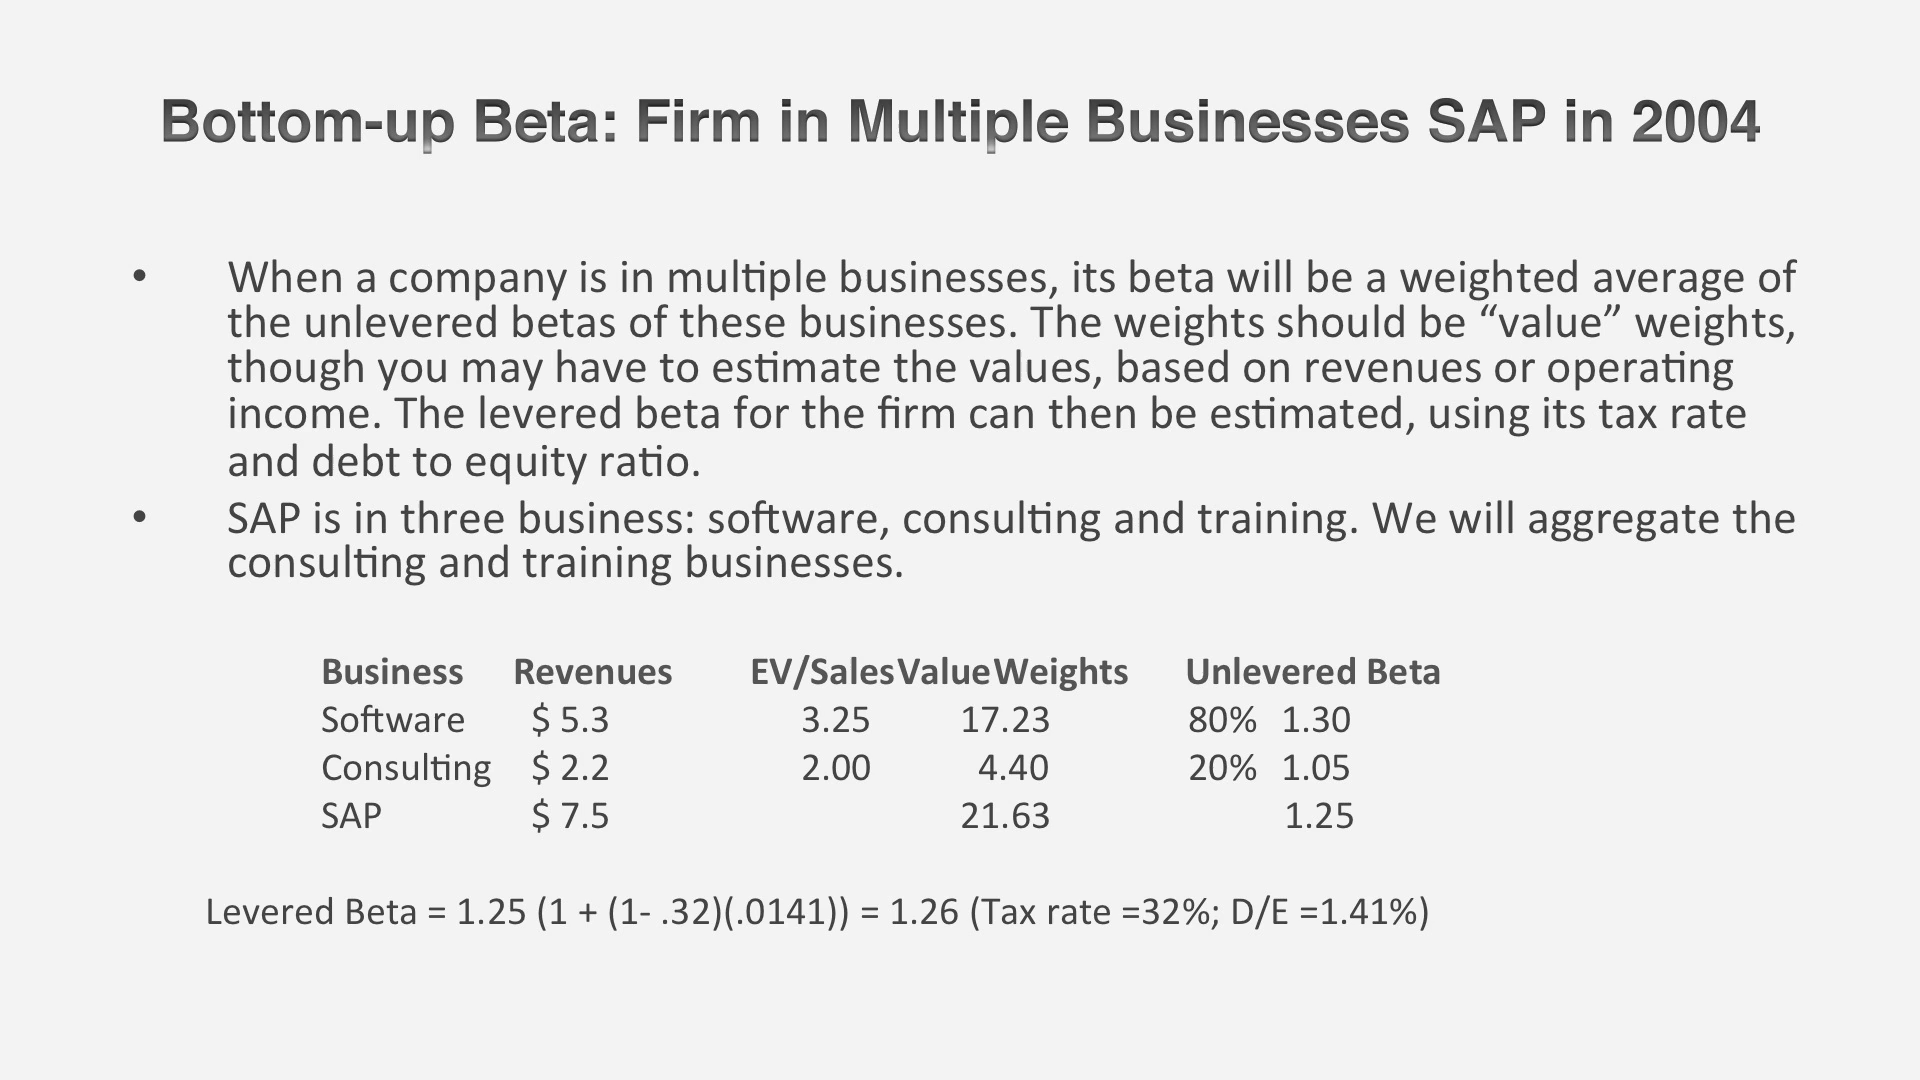 Bottom-up Beta: Firm in Multiple Businesses SAP in 2004
• When a company is in multiple businesses, its beta will be a weighted average of
the unlevered betas of these businesses. The weights should be “value” weights,
though you may have to estimate the values, based on revenues or operating
income. The levered beta for the firm can then be estimated, using its tax rate
and debt to equity ratio.
• SAP is in three business: software, consulting and training. We will aggregate the
consulting and training businesses.
Business Revenues EV/Sales Value Weights Unlevered Beta
Software $ 5.3 3.25 17.23 80% 1.30
Consulting $ 2.2 2.00 4.40 20% 1.05
SAP $ 7.5 21.63 1.25
Levered Beta = 1.25 (1 + (1- .32)(.0141)) = 1.26 (Tax rate =32%; D/E =1.41%)